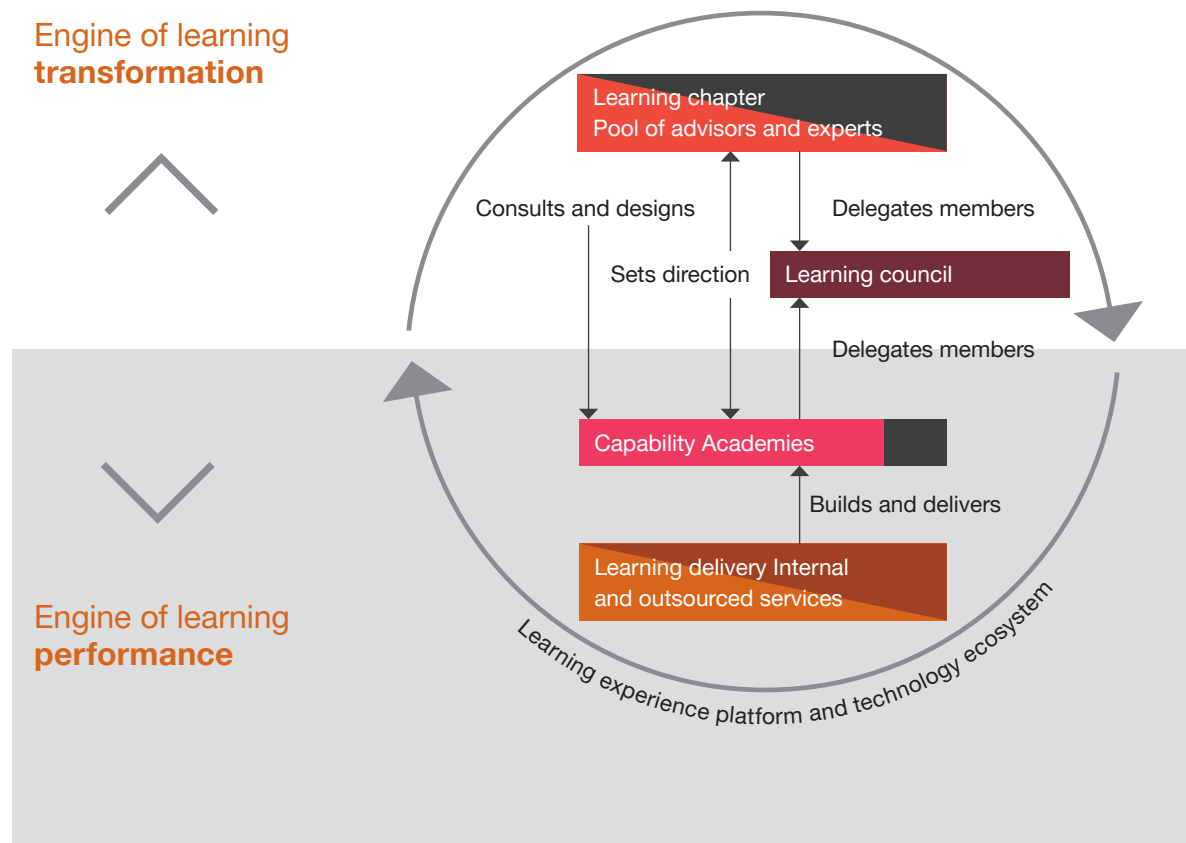 Engine of learning
transformation
Learning chapter
Pool of advisors and experts
Consults and designs
Delegates members
Sets direction
Learning council
Delegates members
Capability Academies
Builds and delivers
Learning delivery Internal
and outsourced services
Engine of learning
performance
Learning experience platform and technology ecosystem